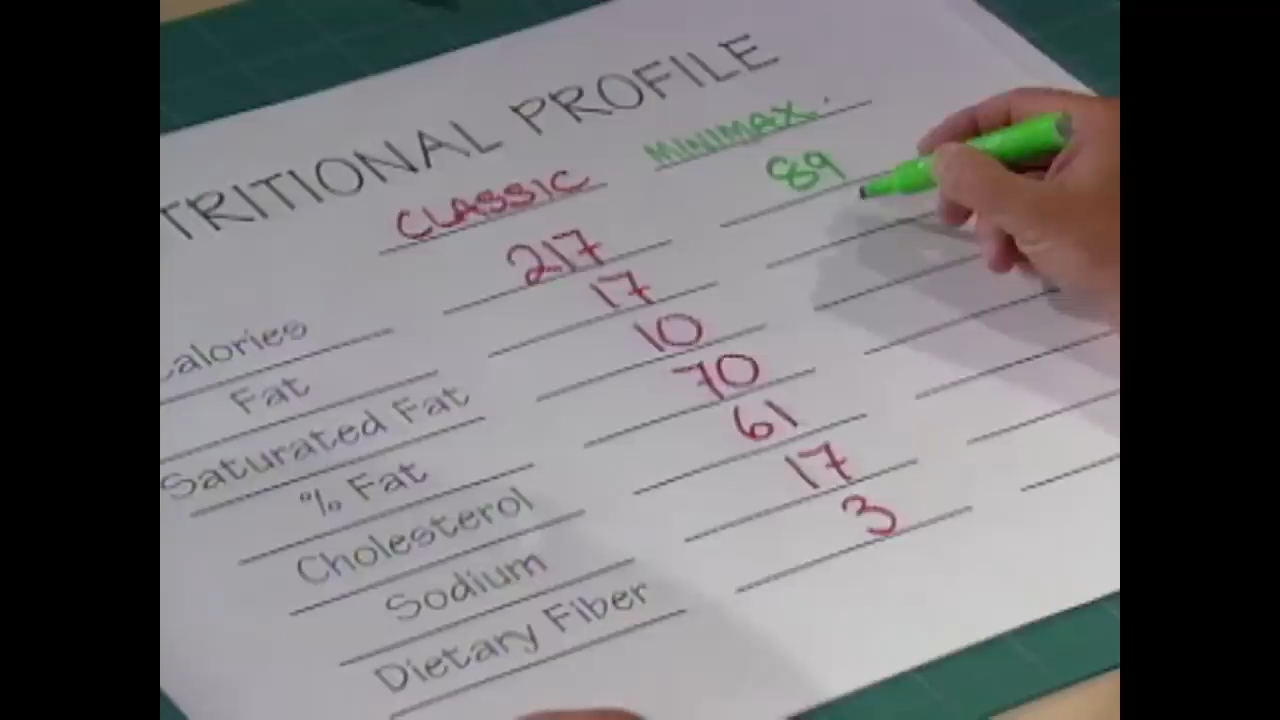 TRITIONAL PROFILE
CLASSIC MINIMAX
Calories 217 89
Fat 17
Saturated Fat 10
% Fat 70
Cholesterol 61
Sodium 17
Dietary Fiber 3